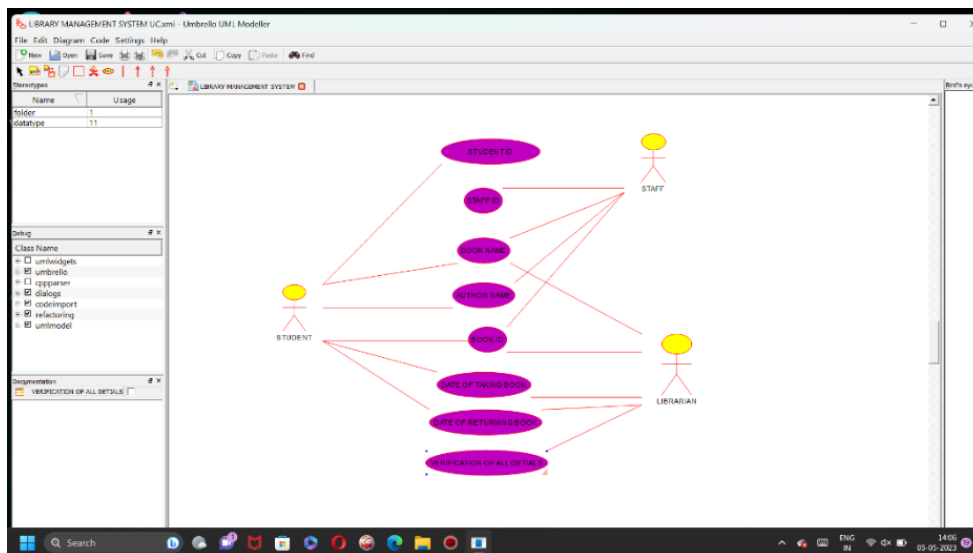 LIBRARY MANAGEMENT SYSTEM UC.xmi - Umbrello UML Modeller
File Edit Diagram Code Settings Help
New Open Save Cut Copy Paste Find
Stereotypes
LIBRARY MANAGEMENT SYSTEM
Bird's eye
Name Usage
folder 1
datatype 11
STUDENT ID
STAFF
STAFF ID
Debug
Class Name
umlwidgets
umbrello
cppparser
dialogs
codeimport
refactoring
umlmodel
BOOK NAME
AUTHOR NAME
STUDENT
BOOK ID
LIBRARIAN
Documentation
VERIFICATION OF ALL DETIALS
DATE OF TAKING BOOK
DATE OF RETURNING BOOK
VERIFICATION OF ALL DETIALS
Search
ENG
IN
14:06
05-05-2023